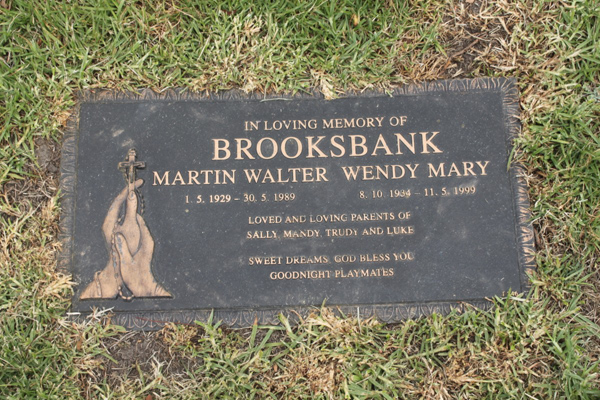 IN LOVING MEMORY OF
BROOKSBANK
MARTIN WALTER WENDY MARY
1. 5. 1929 - 30. 5. 1989 8. 10. 1934 - 11. 5. 1999
LOVED AND LOVING PARENTS OF
SALLY, MANDY, TRUDY AND LUKE
SWEET DREAMS, GOD BLESS YOU
GOODNIGHT PLAYMATES